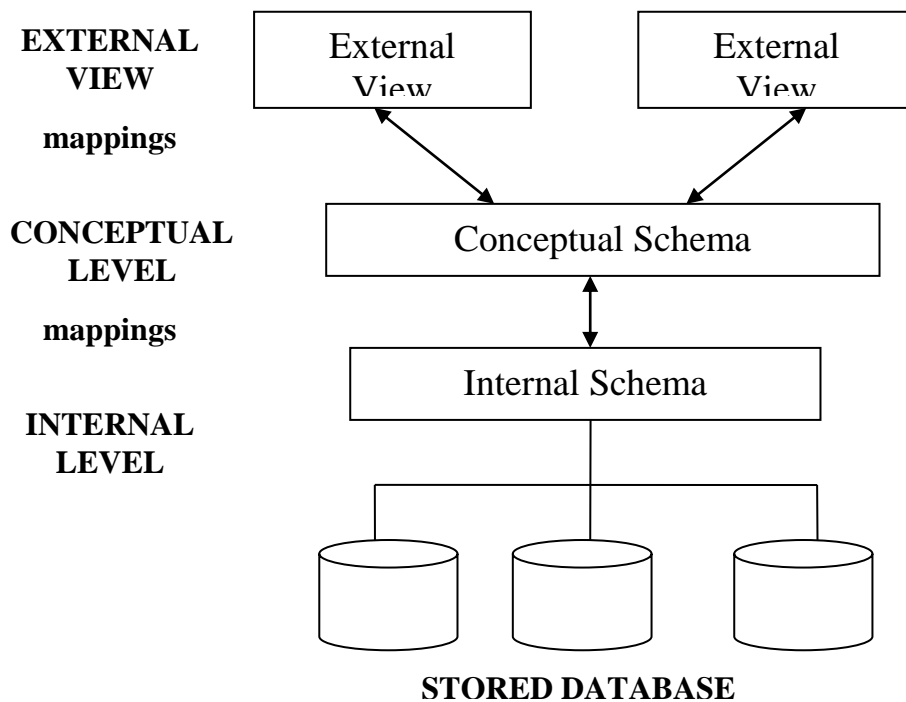 EXTERNAL
VIEW
External
View
External
View
mappings
CONCEPTUAL
LEVEL
Conceptual Schema
mappings
Internal Schema
INTERNAL
LEVEL
STORED DATABASE